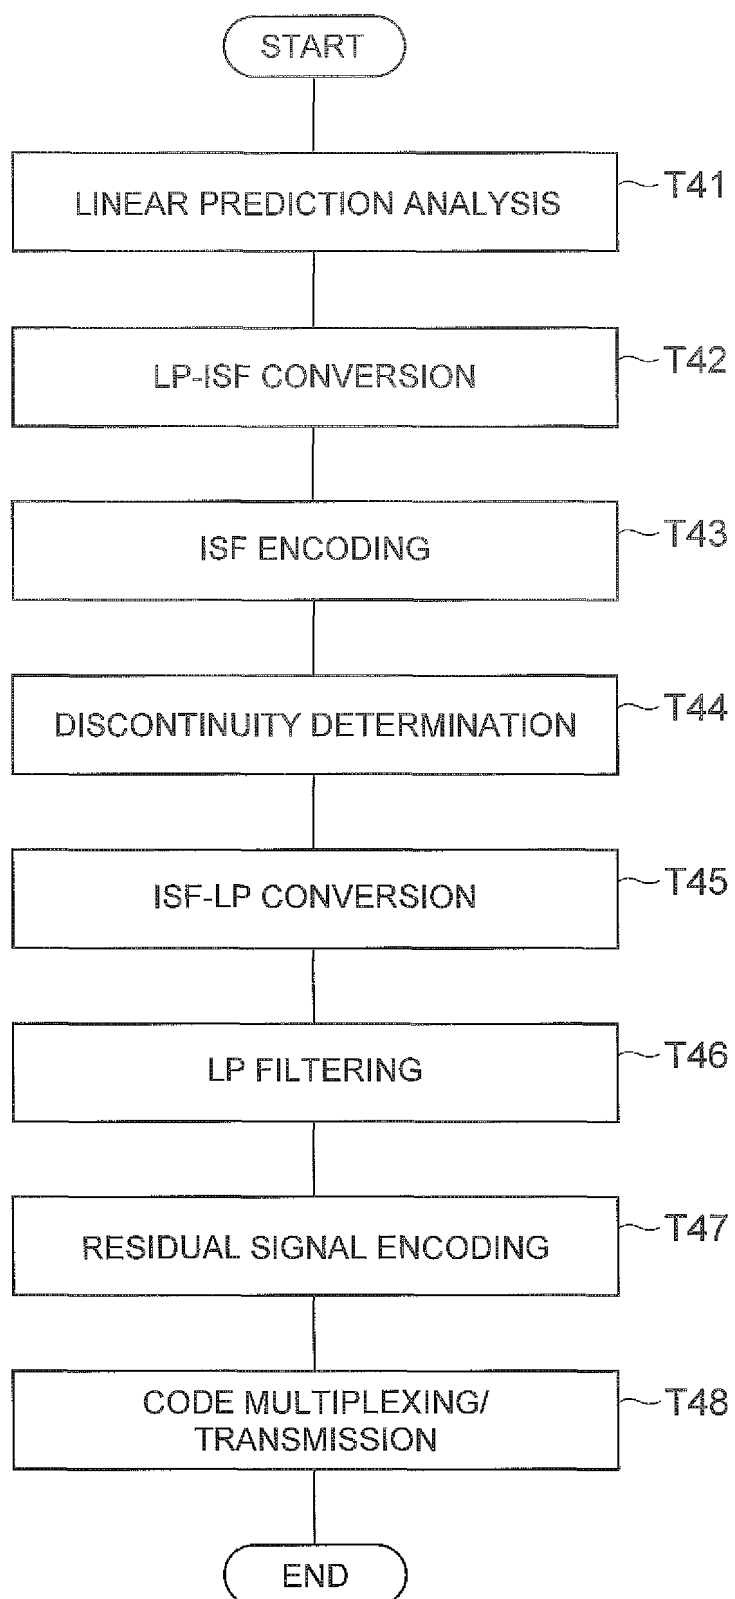 START
LINEAR PREDICTION ANALYSIS
T41
LP-ISF CONVERSION
T42
ISF ENCODING
T43
DISCONTINUITY DETERMINATION
T44
ISF-LP CONVERSION
T45
LP FILTERING
T46
RESIDUAL SIGNAL ENCODING
T47
CODE MULTIPLEXING/
TRANSMISSION
T48
END